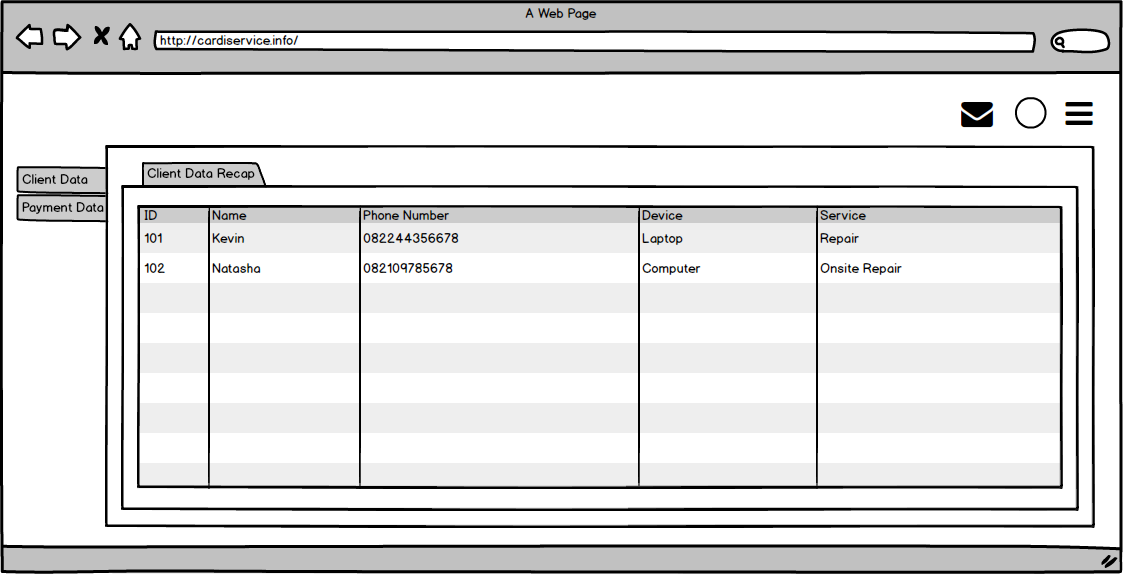 A Web Page
http://cardiservice.info/
Client Data
Payment Data
Client Data Recap
ID Name Phone Number Device Service
101 Kevin 082244356678 Laptop Repair
102 Natasha 082109785678 Computer Onsite Repair